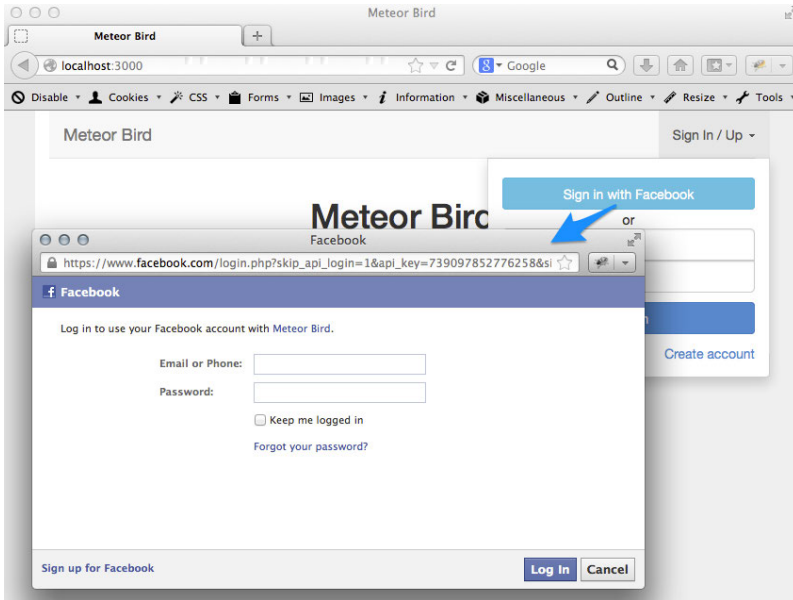 Meteor Bird
Meteor Bird
localhost:3000
Google
Disable Cookies CSS Forms Images Information Miscellaneous Outline Resize Tools
Meteor Bird
Sign In / Up
Sign in with Facebook
or
Meteor Bird
Create account
Facebook
https://www.facebook.com/login.php?skip_api_login=1&api_key=739097852776258&si
Facebook
Log in to use your Facebook account with Meteor Bird.
Email or Phone:
Password:
Keep me logged in
Forgot your password?
Sign up for Facebook
Log In
Cancel